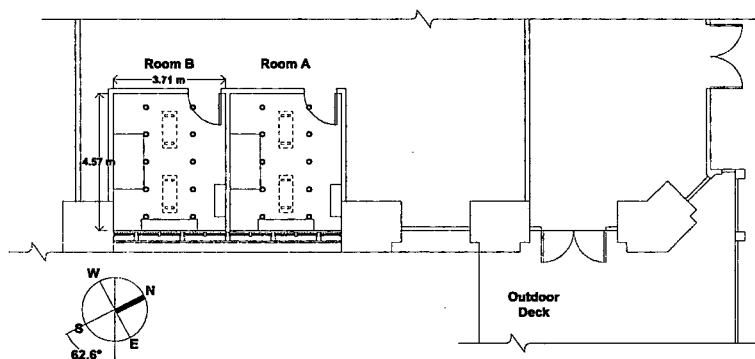 Room B
Room A
3.71 m
4.57 m
W
N
S
E
62.6°
Outdoor
Deck